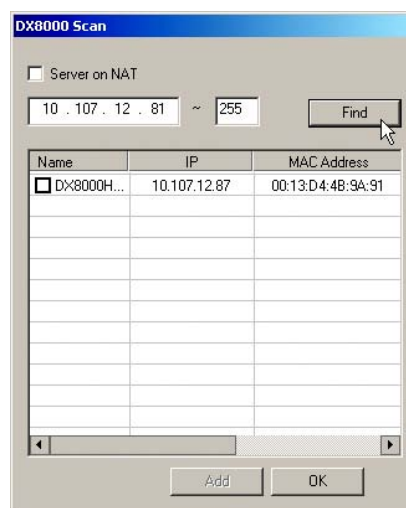 DX8000 Scan
Server on NAT
10 . 107 . 12 . 81 ~ 255 Find
Name IP MAC Address
DX8000H... 10.107.12.87 00:13:D4:4B:9A:91
Add OK